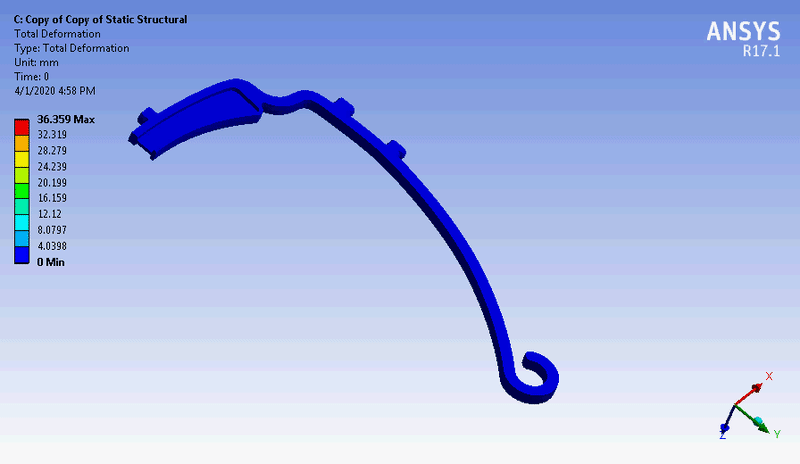 C: Copy of Copy of Static Structural
Total Deformation
Type: Total Deformation
Unit: mm
Time: 0
4/1/2020 4:58 PM
36.359 Max
32.319
28.279
24.239
20.199
16.159
12.12
8.0797
4.0398
0 Min
ANSYS
R17.1
X
Y
Z